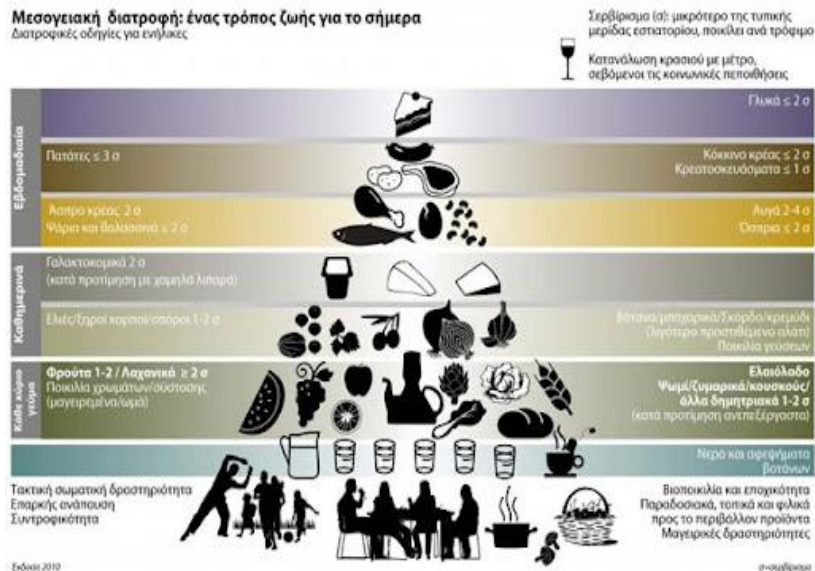 Μεσογειακή διατροφή: ένας τρόπος ζωής για το σήμερα
Διατροφικές οδηγίες για ενήλικες
Σερβίρισμα (σ): μικρότερο της τυπικής
μερίδας εστιατορίου, ποικίλει ανά τρόφιμο
Κατανάλωση κρασιού με μέτρο,
σεβόμενοι τις κοινωνικές πεποιθήσεις
Εβδομαδιαία
Γλυκά ≤ 2 σ
Πατάτες ≤ 3 σ
Κόκκινο κρέας ≤ 2 σ
Κρεατοσκευάσματα ≤ 1 σ
Άσπρο κρέας 2 σ
Ψάρια και θαλασσινά ≤ 2 σ
Αυγά 2-4 σ
Όσπρια ≤ 2 σ
Καθημερινά
Γαλακτοκομικά 2 σ
(κατά προτίμηση με χαμηλά λιπαρά)
Ελιές/ξηροί καρποί/σπόροι 1-2 σ
Βότανα/μπαχαρικά/Σκόρδο/κρεμύδι
(λιγότερο προστιθέμενο αλάτι)
Ποικιλία γεύσεων
Κάθε κύριο
γεύμα
Φρούτα 1-2 / Λαχανικά ≥ 2 σ
Ποικιλία χρωμάτων/σύστασης
(μαγειρεμένα/ωμά)
Ελαιόλαδο
Ψωμί/ζυμαρικά/κουσκούς/
άλλα δημητριακά 1-2 σ
(κατά προτίμηση ανεπεξέργαστα)
Νερό και αφεψήματα
βοτάνων
Τακτική σωματική δραστηριότητα
Επαρκής ανάπαυση
Συντροφικότητα
Βιοποικιλία και εποχικότητα
Παραδοσιακά, τοπικά και φιλικά
προς το περιβάλλον προϊόντα
Μαγειρικές δραστηριότητες
Έκδοση 2010
σ=σερβίρισμα